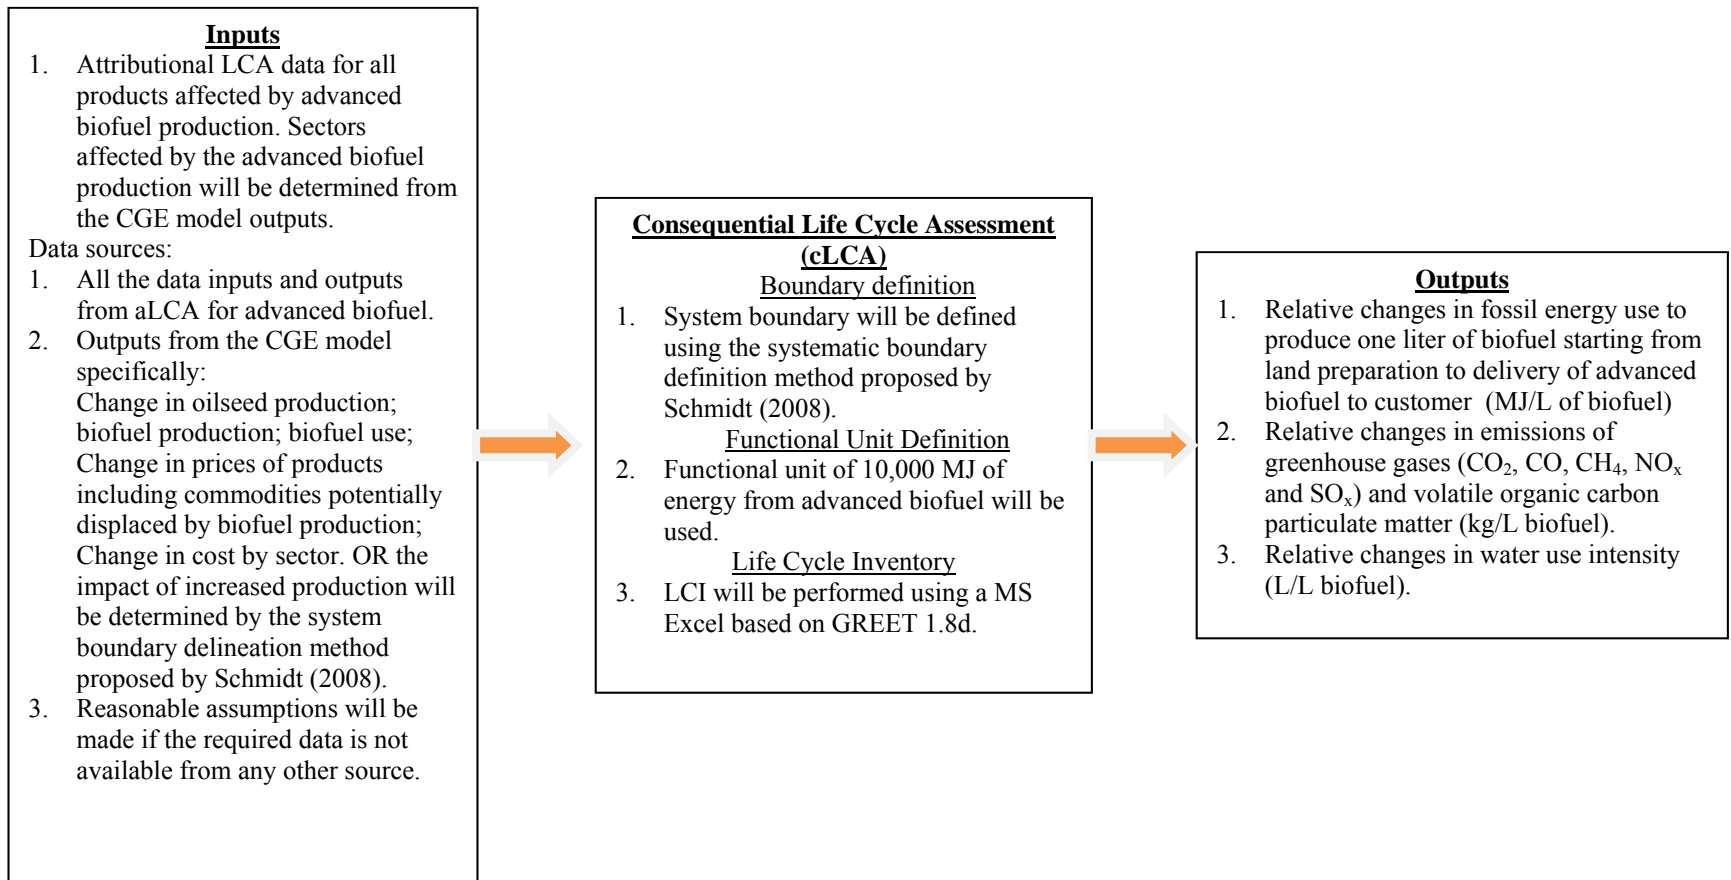 Inputs
1. Attributional LCA data for all
products affected by advanced
biofuel production. Sectors
affected by the advanced biofuel
production will be determined from
the CGE model outputs.
Data sources:
1. All the data inputs and outputs
from aLCA for advanced biofuel.
2. Outputs from the CGE model
specifically:
Change in oilseed production;
biofuel production; biofuel use;
Change in prices of products
including commodities potentially
displaced by biofuel production;
Change in cost by sector. OR the
impact of increased production will
be determined by the system
boundary delineation method
proposed by Schmidt (2008).
3. Reasonable assumptions will be
made if the required data is not
available from any other source.
Consequential Life Cycle Assessment
(cLCA)
Boundary definition
1. System boundary will be defined
using the systematic boundary
definition method proposed by
Schmidt (2008).
Functional Unit Definition
2. Functional unit of 10,000 MJ of
energy from advanced biofuel will be
used.
Life Cycle Inventory
3. LCI will be performed using a MS
Excel based on GREET 1.8d.
Outputs
1. Relative changes in fossil energy use to
produce one liter of biofuel starting from
land preparation to delivery of advanced
biofuel to customer (MJ/L of biofuel)
2. Relative changes in emissions of
greenhouse gases (CO₂, CO, CH₄, NOₓ
and SOₓ) and volatile organic carbon
particulate matter (kg/L biofuel).
3. Relative changes in water use intensity
(L/L biofuel).